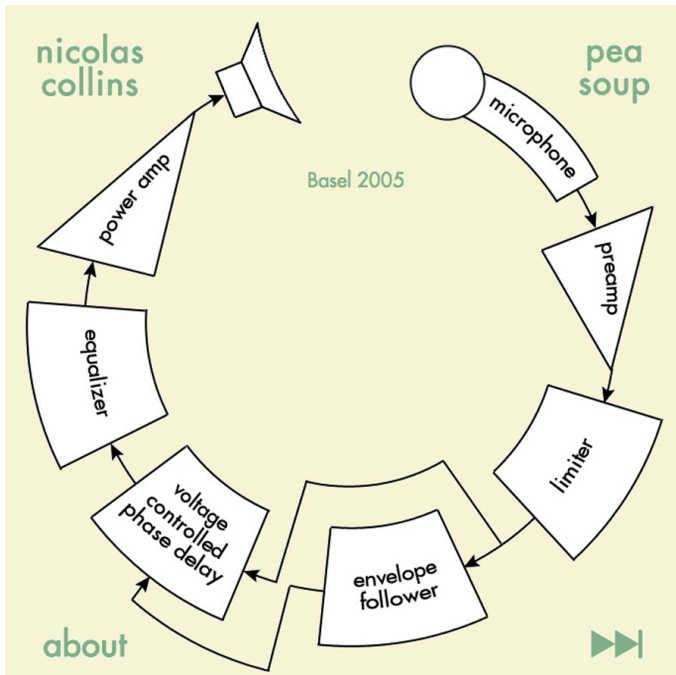 nicolas
collins
pea
soup
Basel 2005
microphone
preamp
limiter
envelope
follower
voltage
controlled
phase delay
equalizer
power amp
about